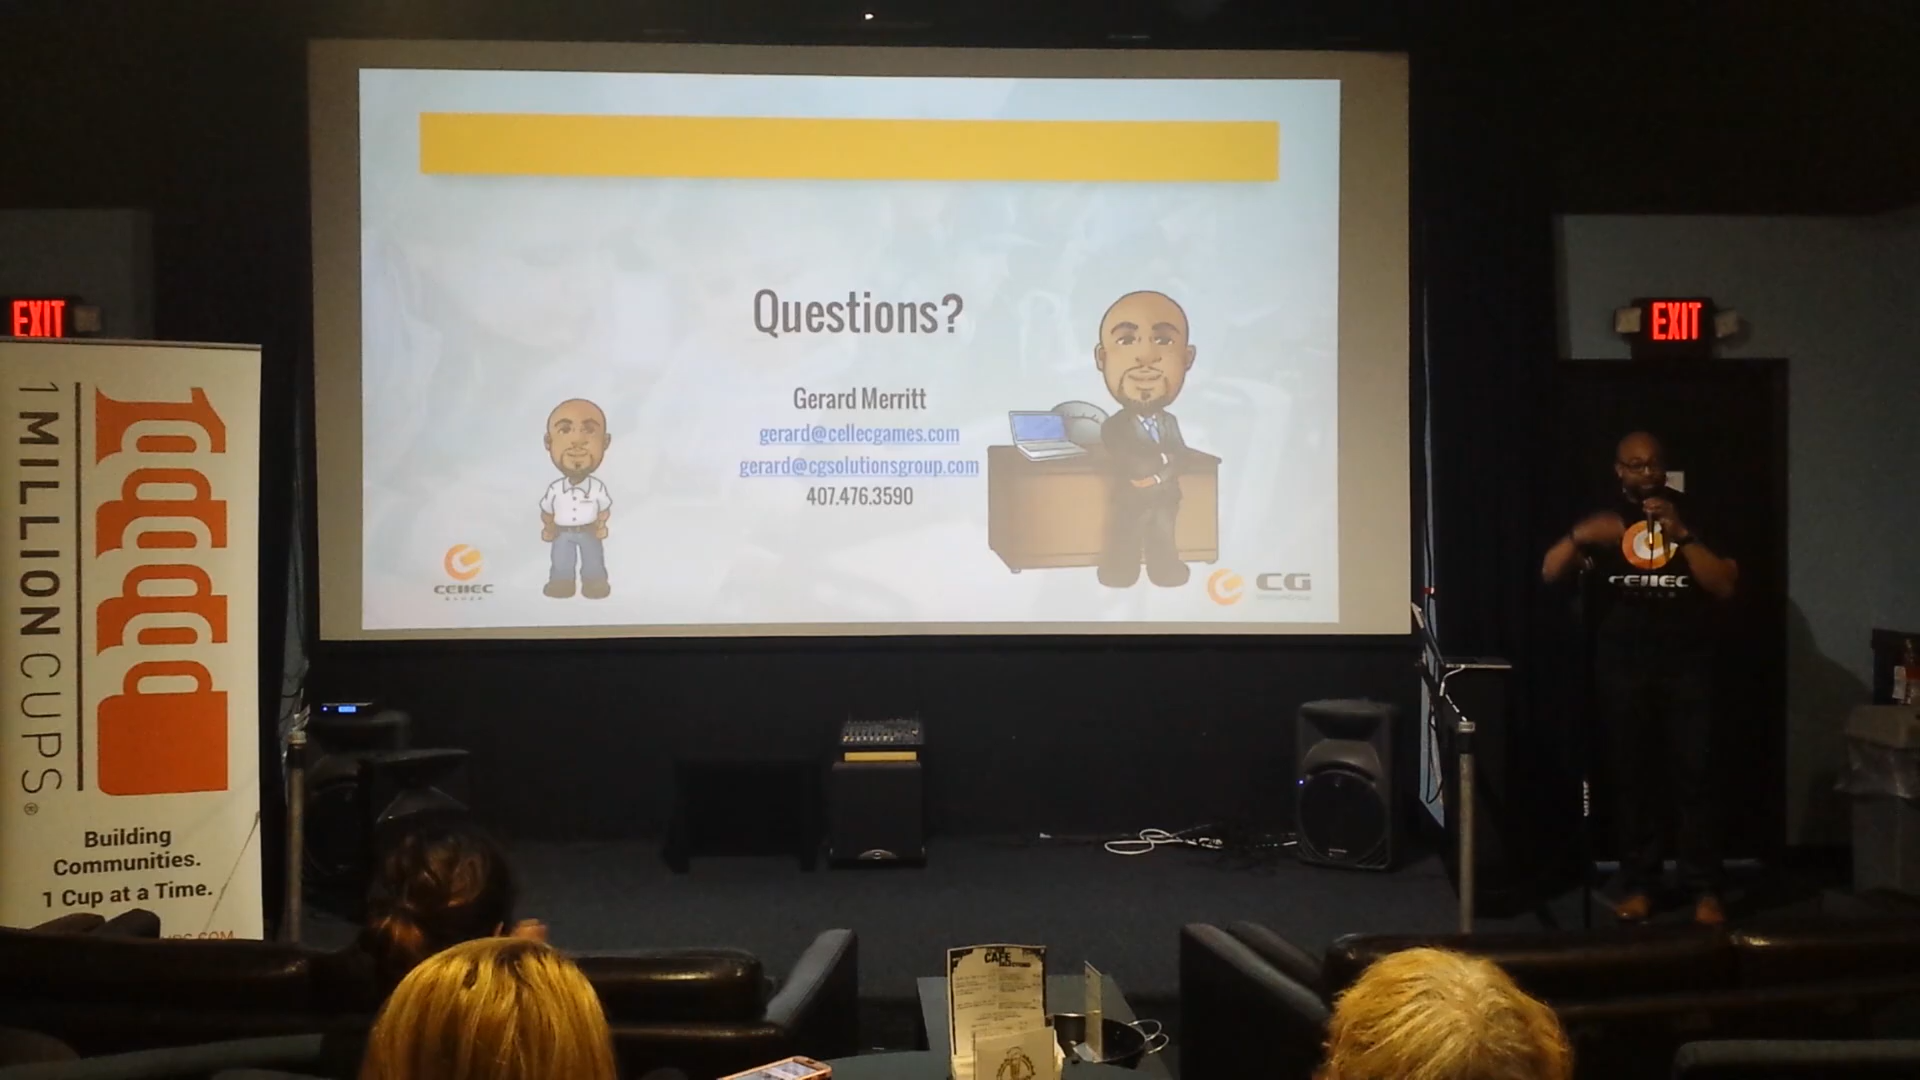 Questions?
Gerard Merritt
gerard@cellecgames.com
gerard@cgsolutionsgroup.com
407.476.3590
CELLEC
CG
EXIT
EXIT
1 MILLION CUPS®
Building
Communities.
1 Cup at a Time.
CELLEC
CAFE